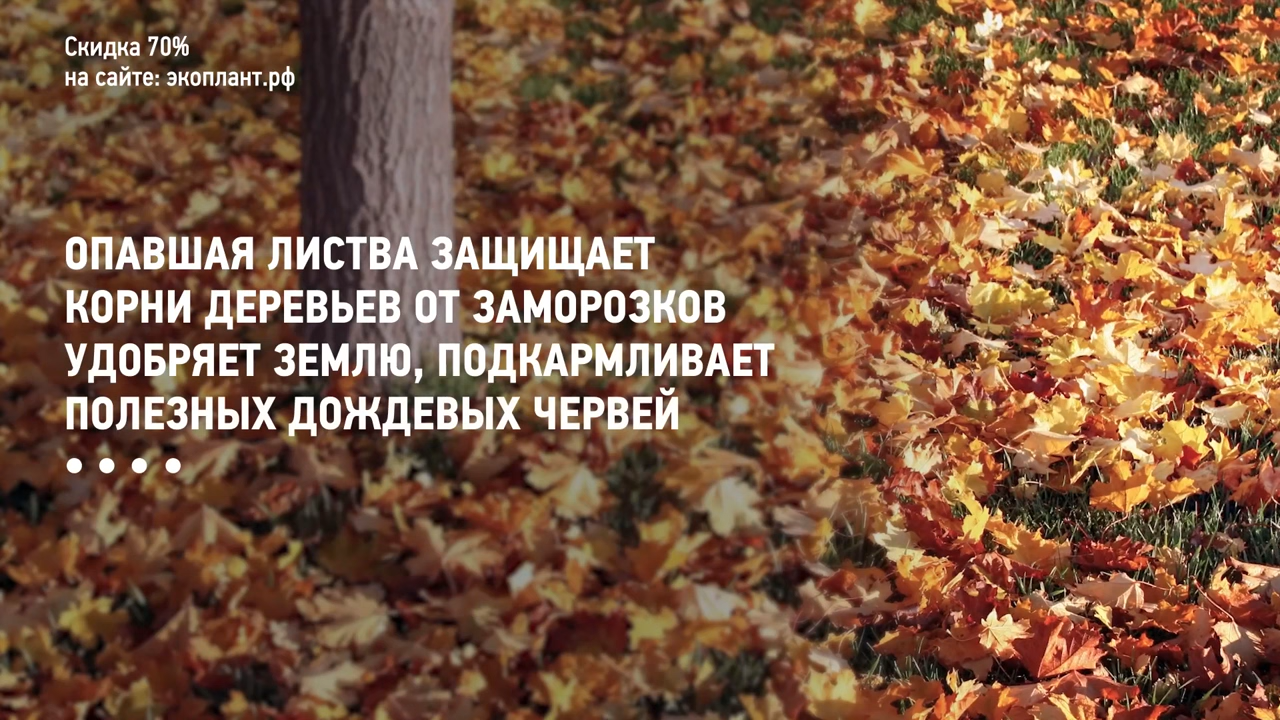 Скидка 70%
на сайте: экоплант.рф
ОПАВШАЯ ЛИСТВА ЗАЩИЩАЕТ
КОРНИ ДЕРЕВЬЕВ ОТ ЗАМОРОЗКОВ
УДОБРЯЕТ ЗЕМЛЮ, ПОДКАРМЛИВАЕТ
ПОЛЕЗНЫХ ДОЖДЕВЫХ ЧЕРВЕЙ